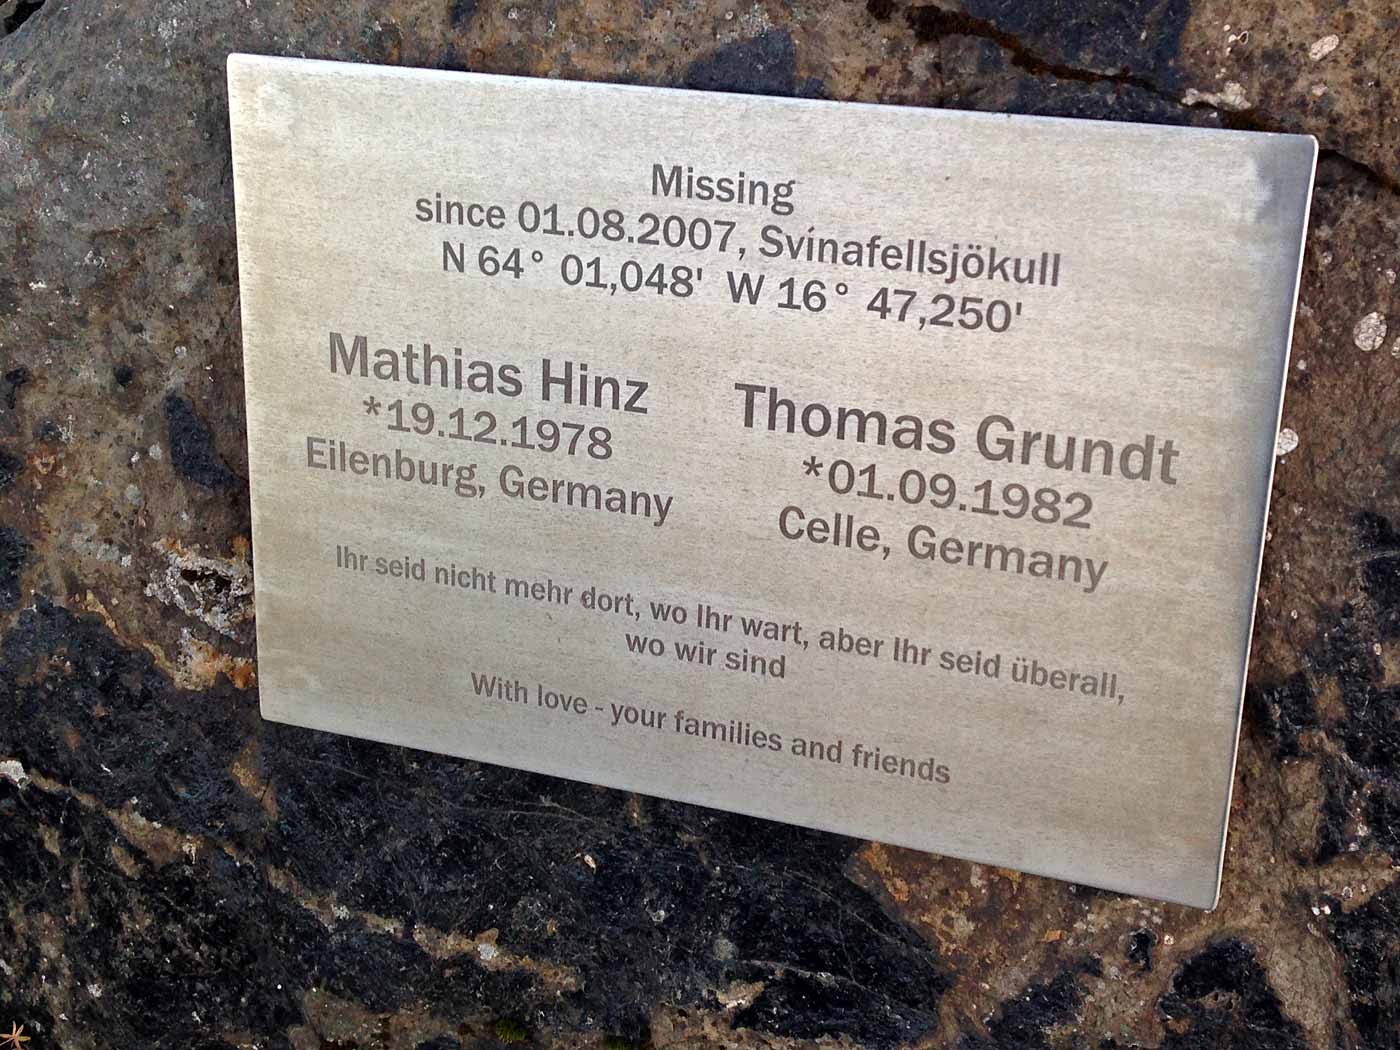 Missing
since 01.08.2007, Svínafellsjökull
N 64° 01,048' W 16° 47,250'
Mathias Hinz
*19.12.1978
Eilenburg, Germany
Thomas Grundt
*01.09.1982
Celle, Germany
Ihr seid nicht mehr dort, wo Ihr wart, aber Ihr seid überall,
wo wir sind
With love - your families and friends